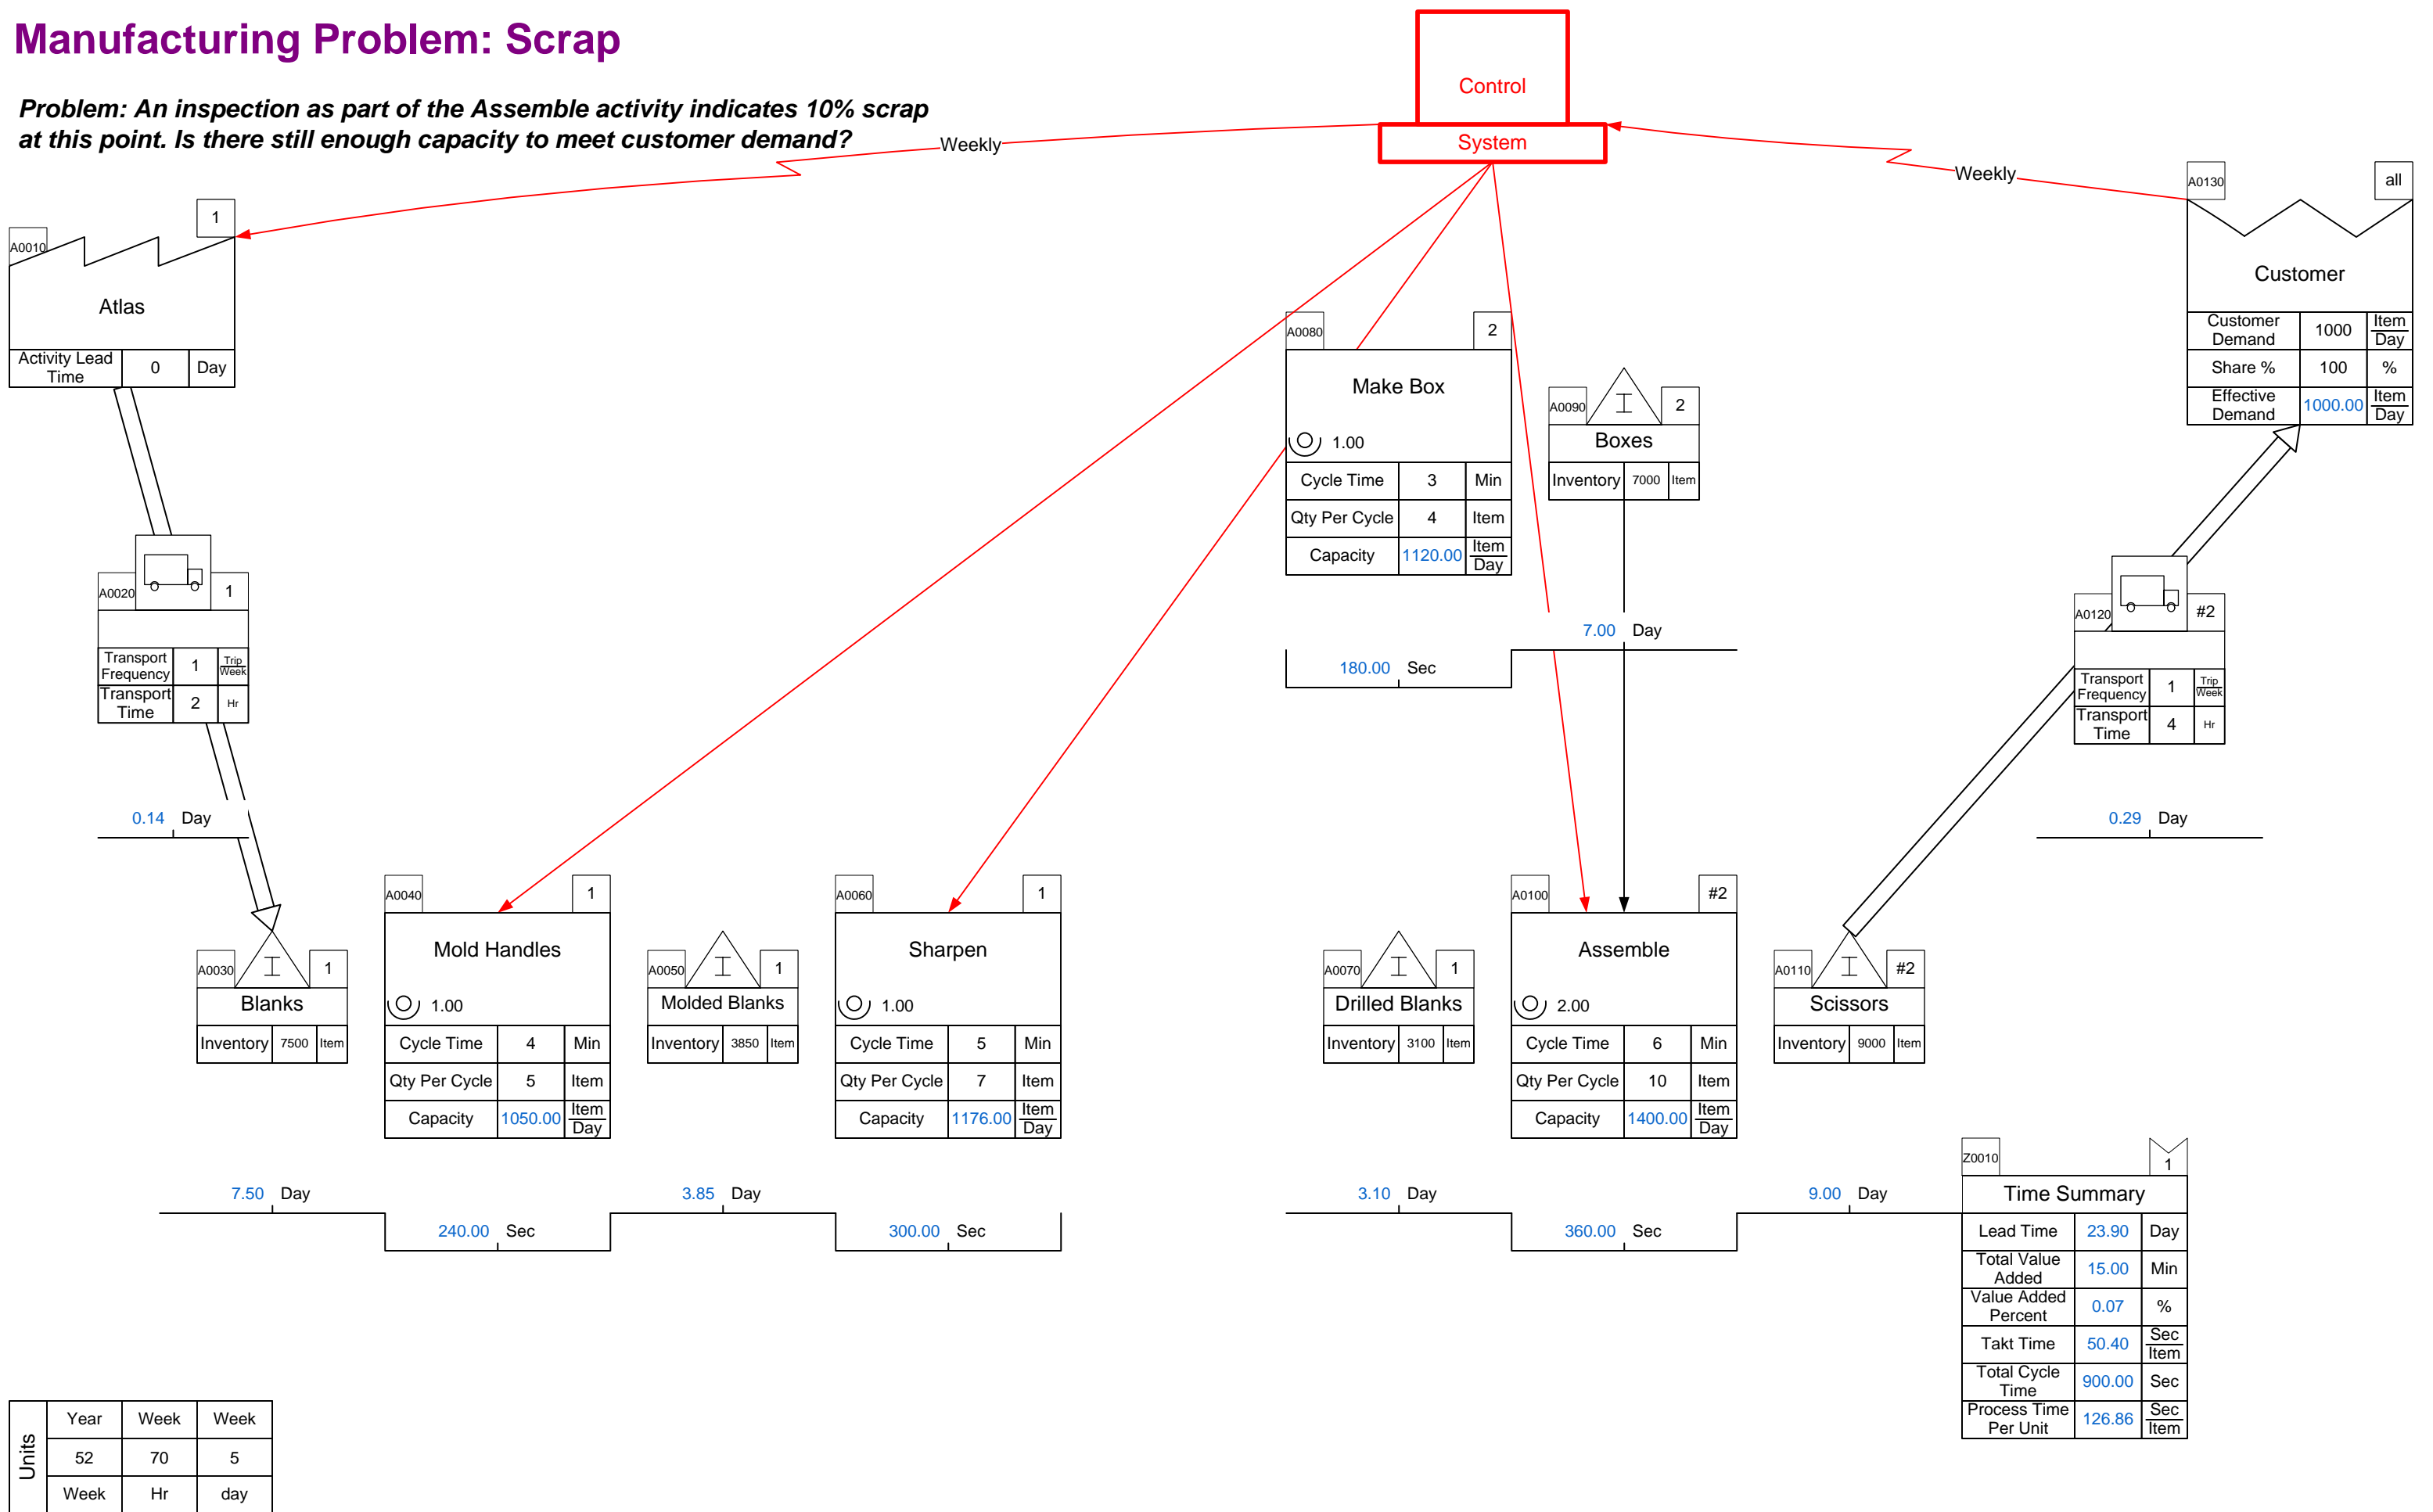 Manufacturing Problem: Scrap
Problem: An inspection as part of the Assemble activity indicates 10% scrap
at this point. Is there still enough capacity to meet customer demand?
Control
System
Weekly
Weekly
A0010
1
Atlas
Activity Lead
Time
0
Day
A0130
all
Customer
Customer
Demand
1000
Item
Day
Share %
100
%
Effective
Demand
1000.00
Item
Day
A0080
2
Make Box
1.00
Cycle Time
3
Min
Qty Per Cycle
4
Item
Capacity
1120.00
Item
Day
A0090
I
2
Boxes
Inventory
7000
Item
A0020
1
Transport
Frequency
1
Trip
Week
Transport
Time
2
Hr
A0120
#2
Transport
Frequency
1
Trip
Week
Transport
Time
4
Hr
7.00 Day
180.00 Sec
0.14 Day
0.29 Day
A0030
I
1
Blanks
Inventory
7500
Item
A0040
1
Mold Handles
1.00
Cycle Time
4
Min
Qty Per Cycle
5
Item
Capacity
1050.00
Item
Day
A0050
I
1
Molded Blanks
Inventory
3850
Item
A0060
1
Sharpen
1.00
Cycle Time
5
Min
Qty Per Cycle
7
Item
Capacity
1176.00
Item
Day
A0070
I
1
Drilled Blanks
Inventory
3100
Item
A0100
#2
Assemble
2.00
Cycle Time
6
Min
Qty Per Cycle
10
Item
Capacity
1400.00
Item
Day
A0110
I
#2
Scissors
Inventory
9000
Item
7.50 Day
240.00 Sec
3.85 Day
300.00 Sec
3.10 Day
360.00 Sec
9.00 Day
Z0010
1
Time Summary
Lead Time
23.90
Day
Total Value
Added
15.00
Min
Value Added
Percent
0.07
%
Takt Time
50.40
Sec
Item
Total Cycle
Time
900.00
Sec
Process Time
Per Unit
126.86
Sec
Item
Units
Year
Week
Week
52
70
5
Week
Hr
day